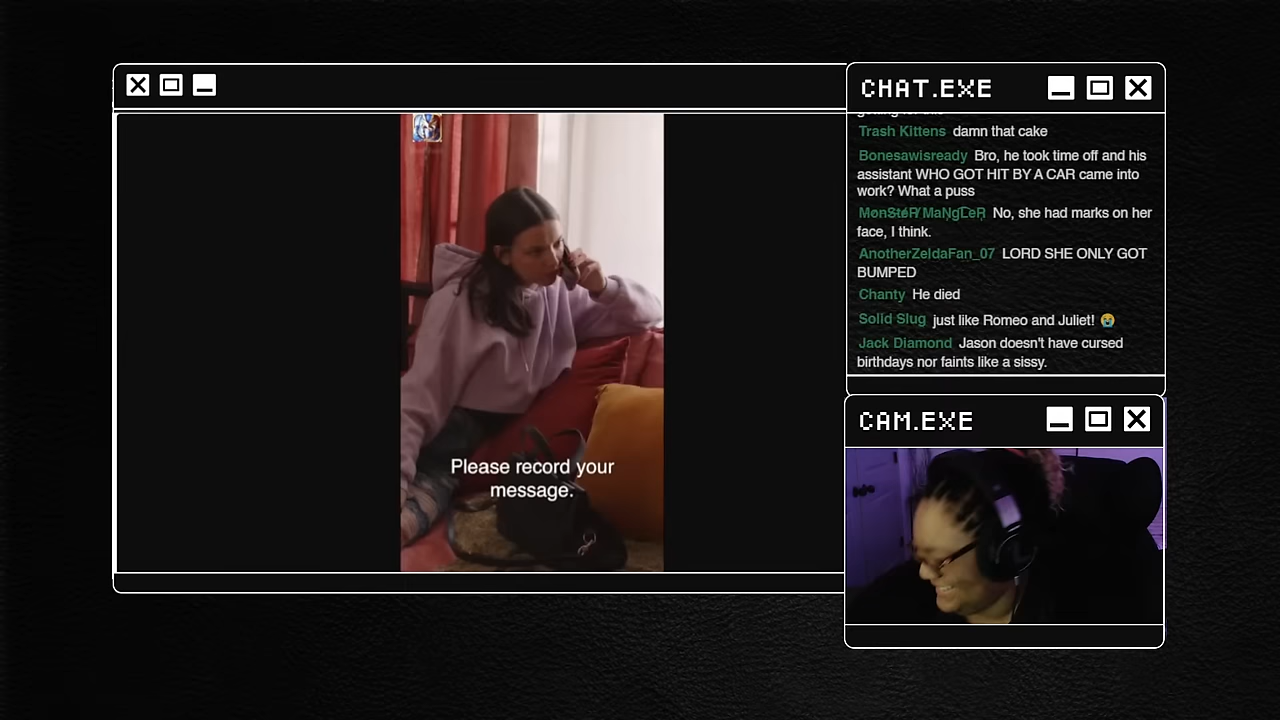 CHAT.EXE
Trash Kittens damn that cake
Bonesawisready Bro, he took time off and his
assistant WHO GOT HIT BY A CAR came into
work? What a puss
MonSteRYMaNgLeR No, she had marks on her
face, I think.
AnotherZeldaFan_07 LORD SHE ONLY GOT
BUMPED
Chanty He died
Solid Slug just like Romeo and Juliet! 😭
Jack Diamond Jason doesn't have cursed
birthdays nor faints like a sissy.
Please record your
message.
CAM.EXE